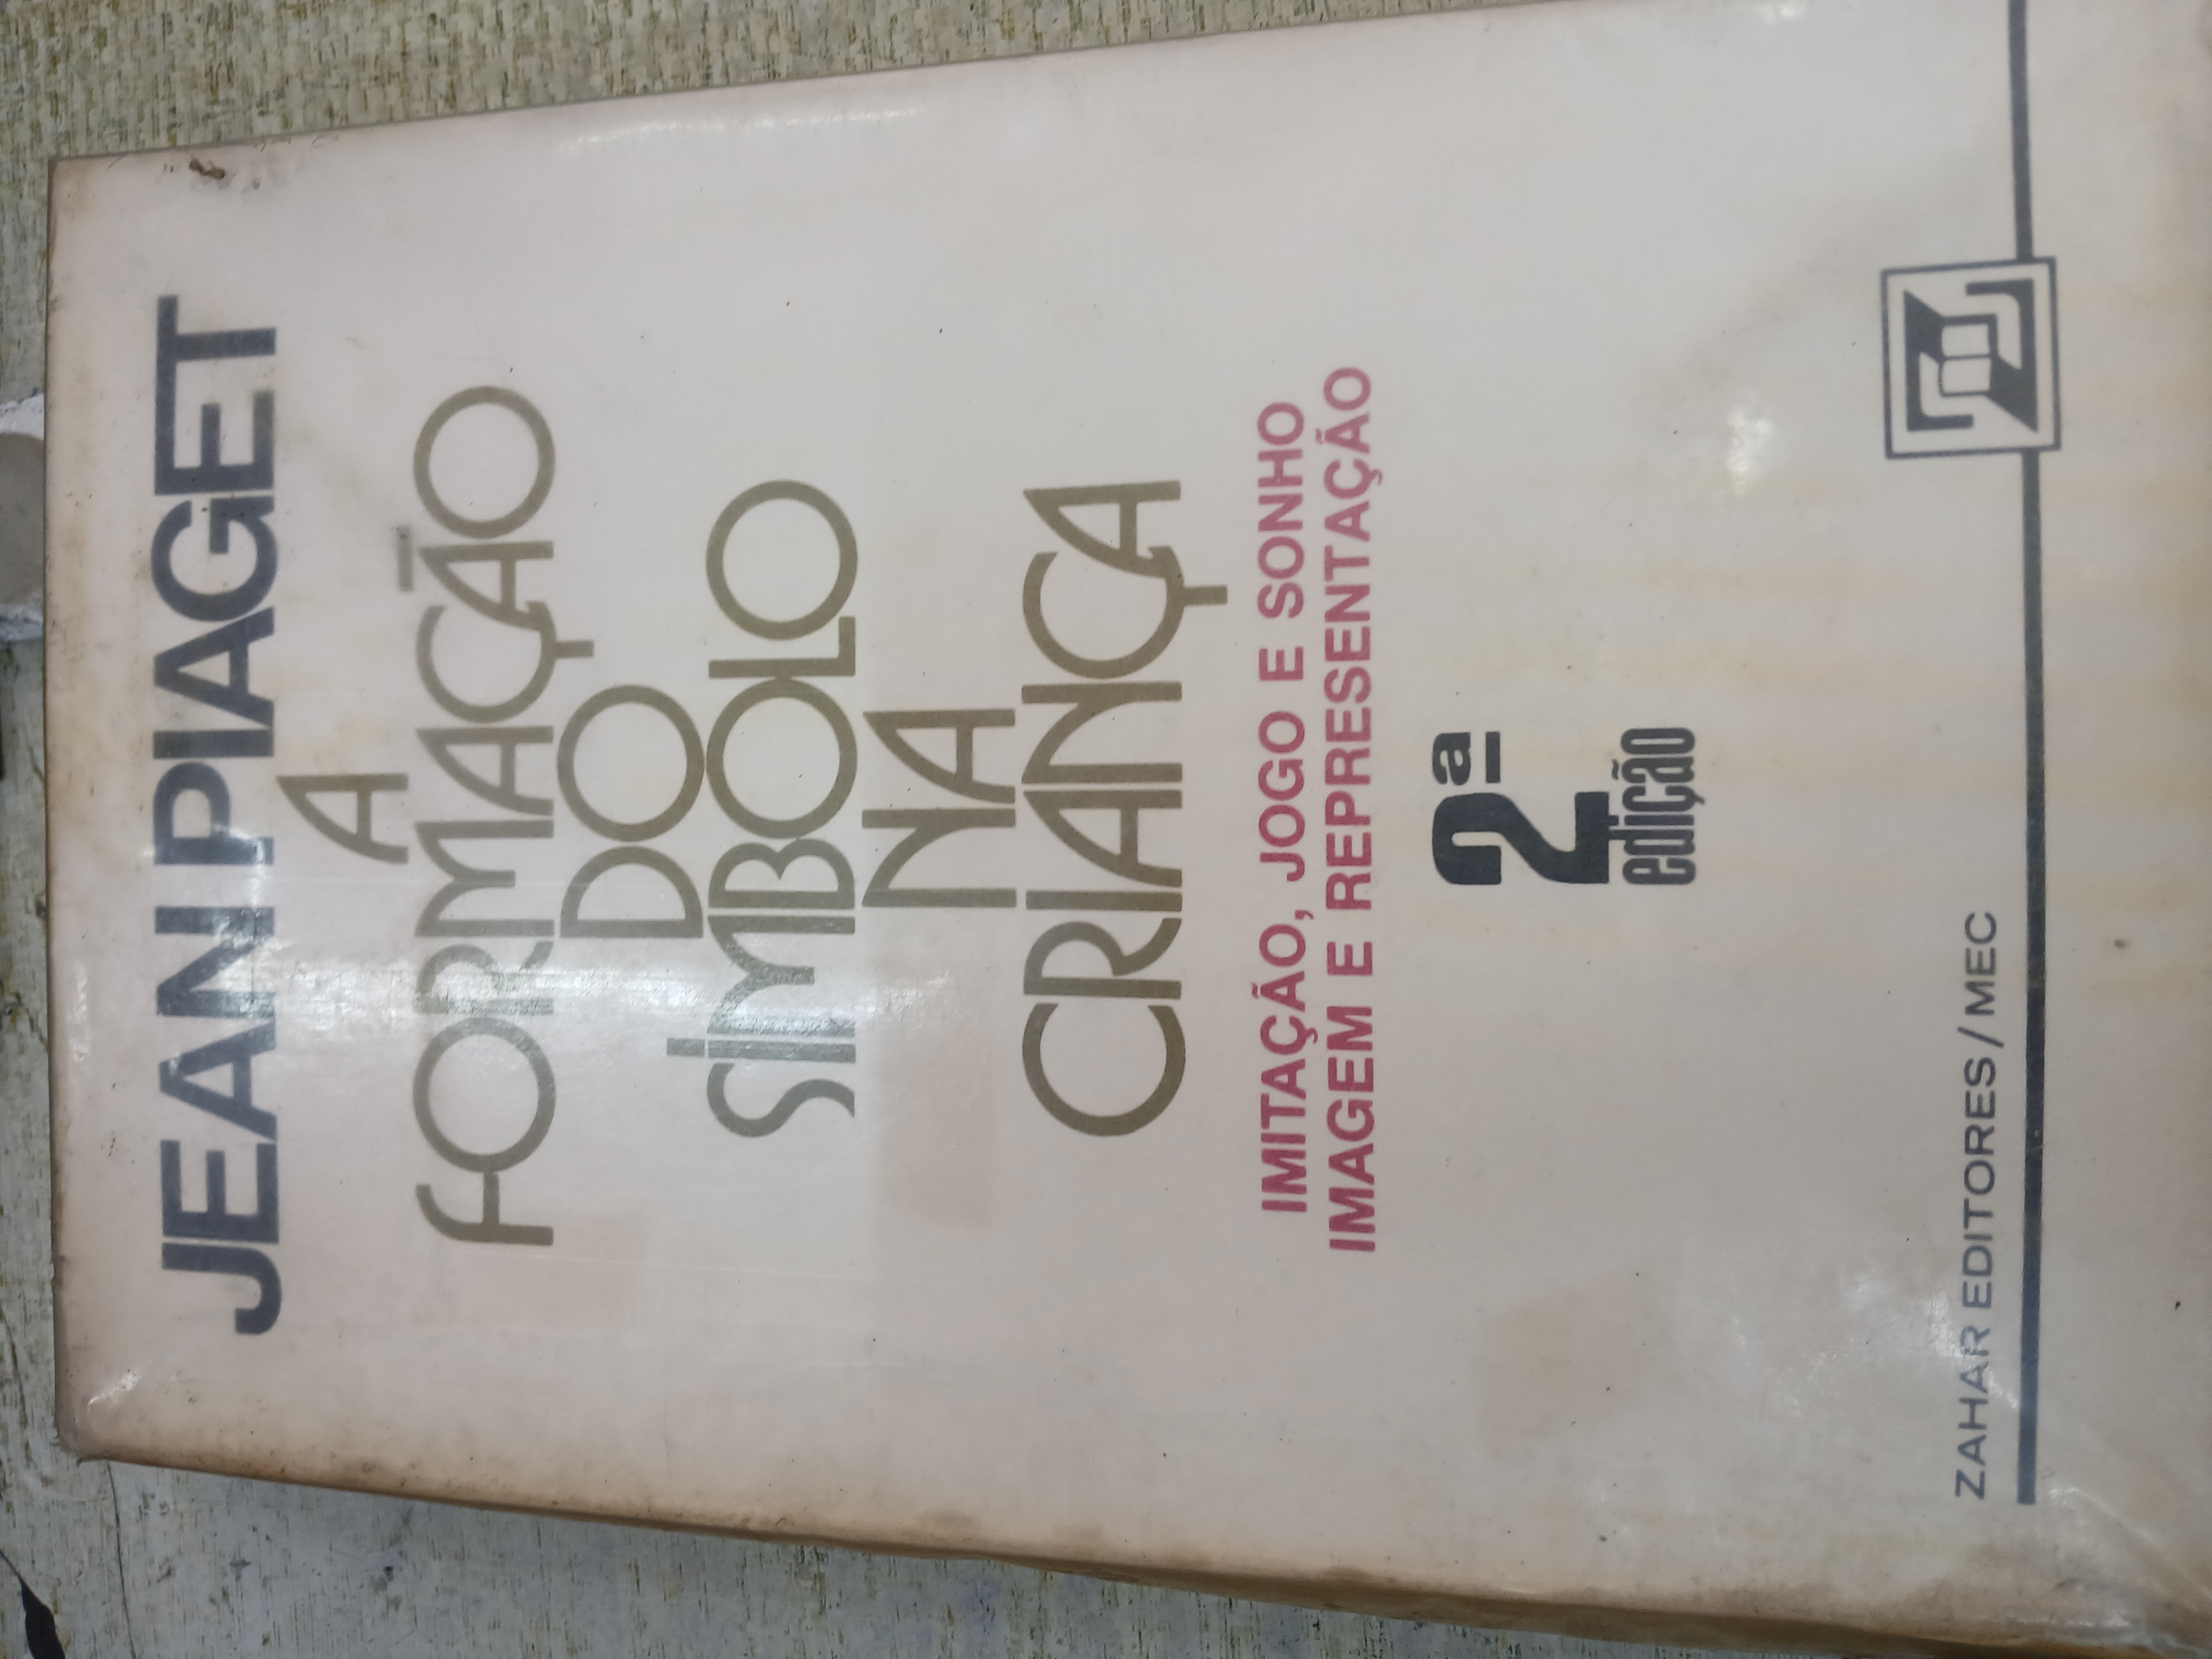 JEAN PIAGET
A
FORMAÇÃO
DO
SÍMBOLO
NA
CRIANÇA
IMITAÇÃO, JOGO E SONHO
IMAGEM E REPRESENTAÇÃO
2ª
edição
ZAHAR EDITORES/MEC